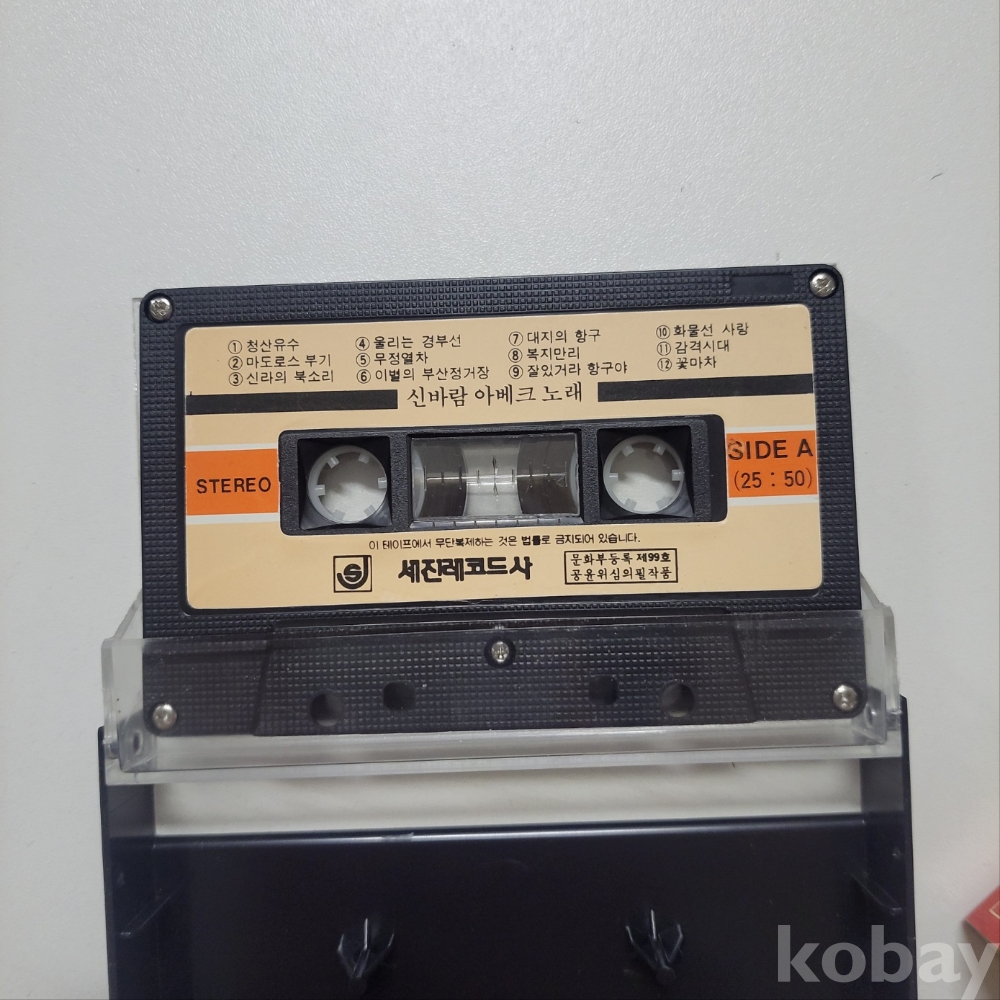 ① 청산유수
② 마도로스 부기
③ 신라의 북소리
④ 울리는 경부선
⑤ 무정열차
⑥ 이별의 부산정거장
⑦ 대지의 항구
⑧ 복지만리
⑨ 잘있거라 항구야
⑩ 화물선 사랑
⑪ 감격시대
⑫ 꽃마차
신바람 아베크 노래
STEREO
SIDE A
(25 : 50)
이 테이프에서 무단복제하는 것은 법률로 금지되어 있습니다.
SJ 세진레코드사
문화부등록 제99호
공윤위심의필작품
kobay